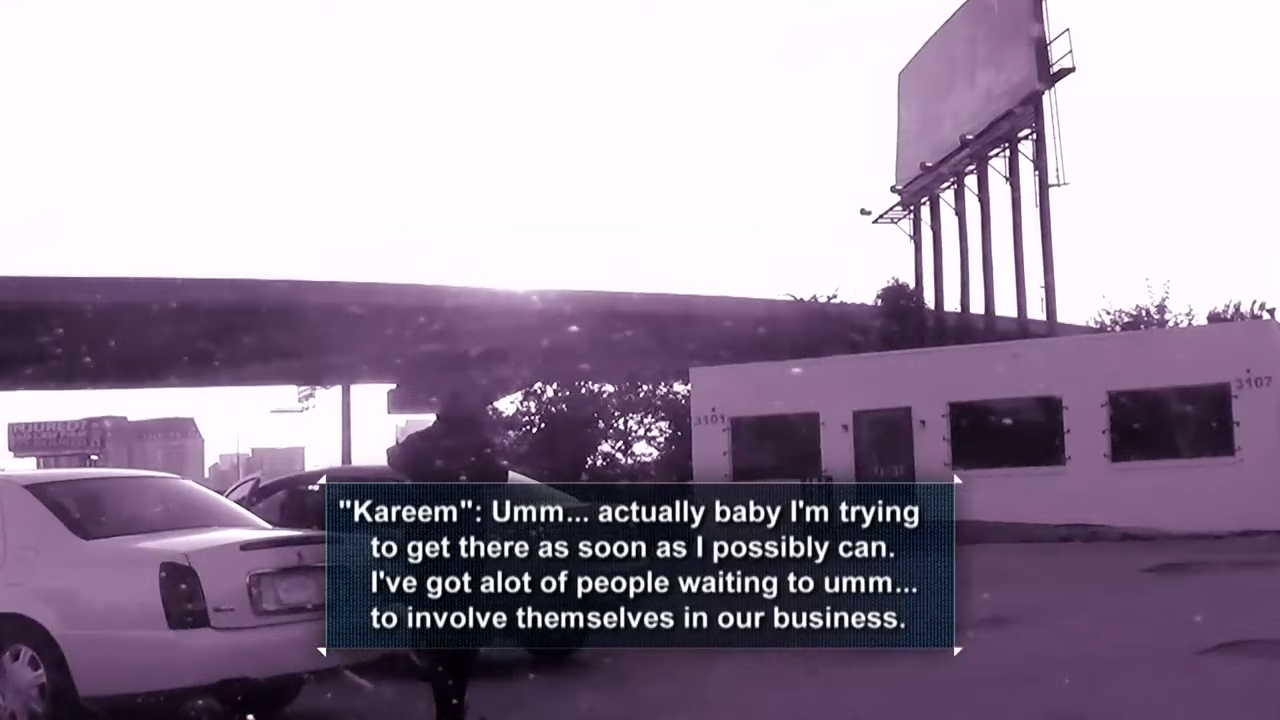 INJURED?
3101
3107
"Kareem": Umm... actually baby I'm trying
to get there as soon as I possibly can.
I've got alot of people waiting to umm...
to involve themselves in our business.